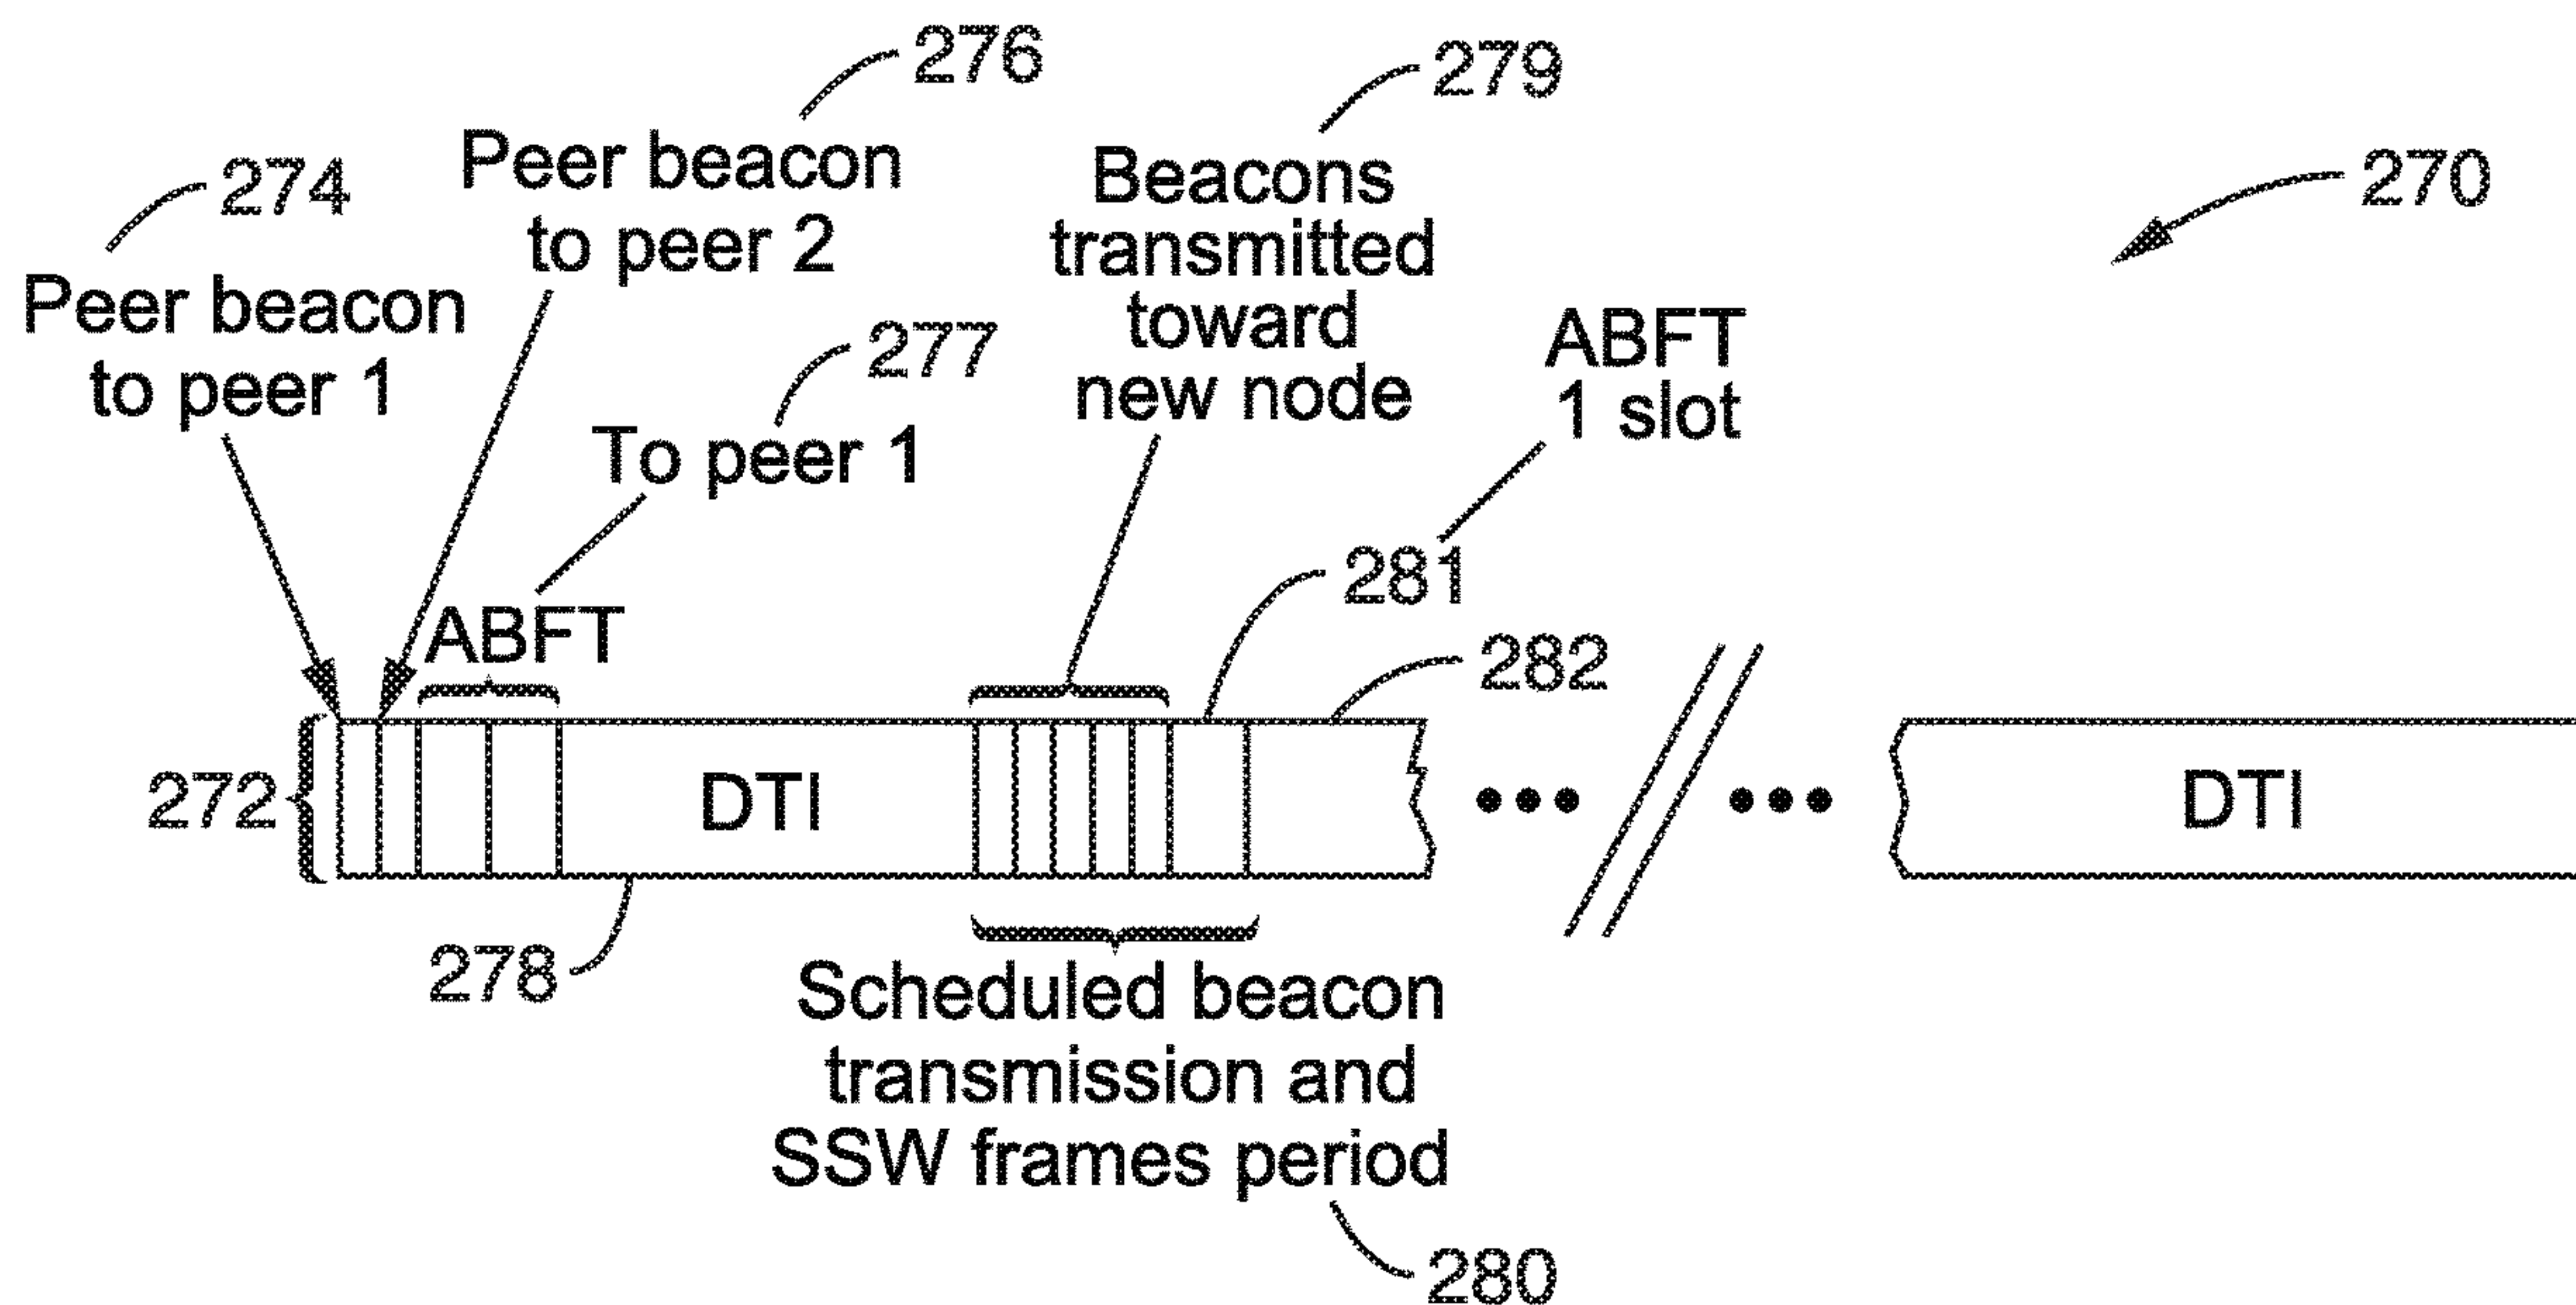 276
279
274
Peer beacon
to peer 2
Beacons
transmitted
toward
new node
270
Peer beacon
to peer 1
277
To peer 1
ABFT
1 slot
281
ABFT
282
272
DTI
DTI
278
Scheduled beacon
transmission and
SSW frames period
280